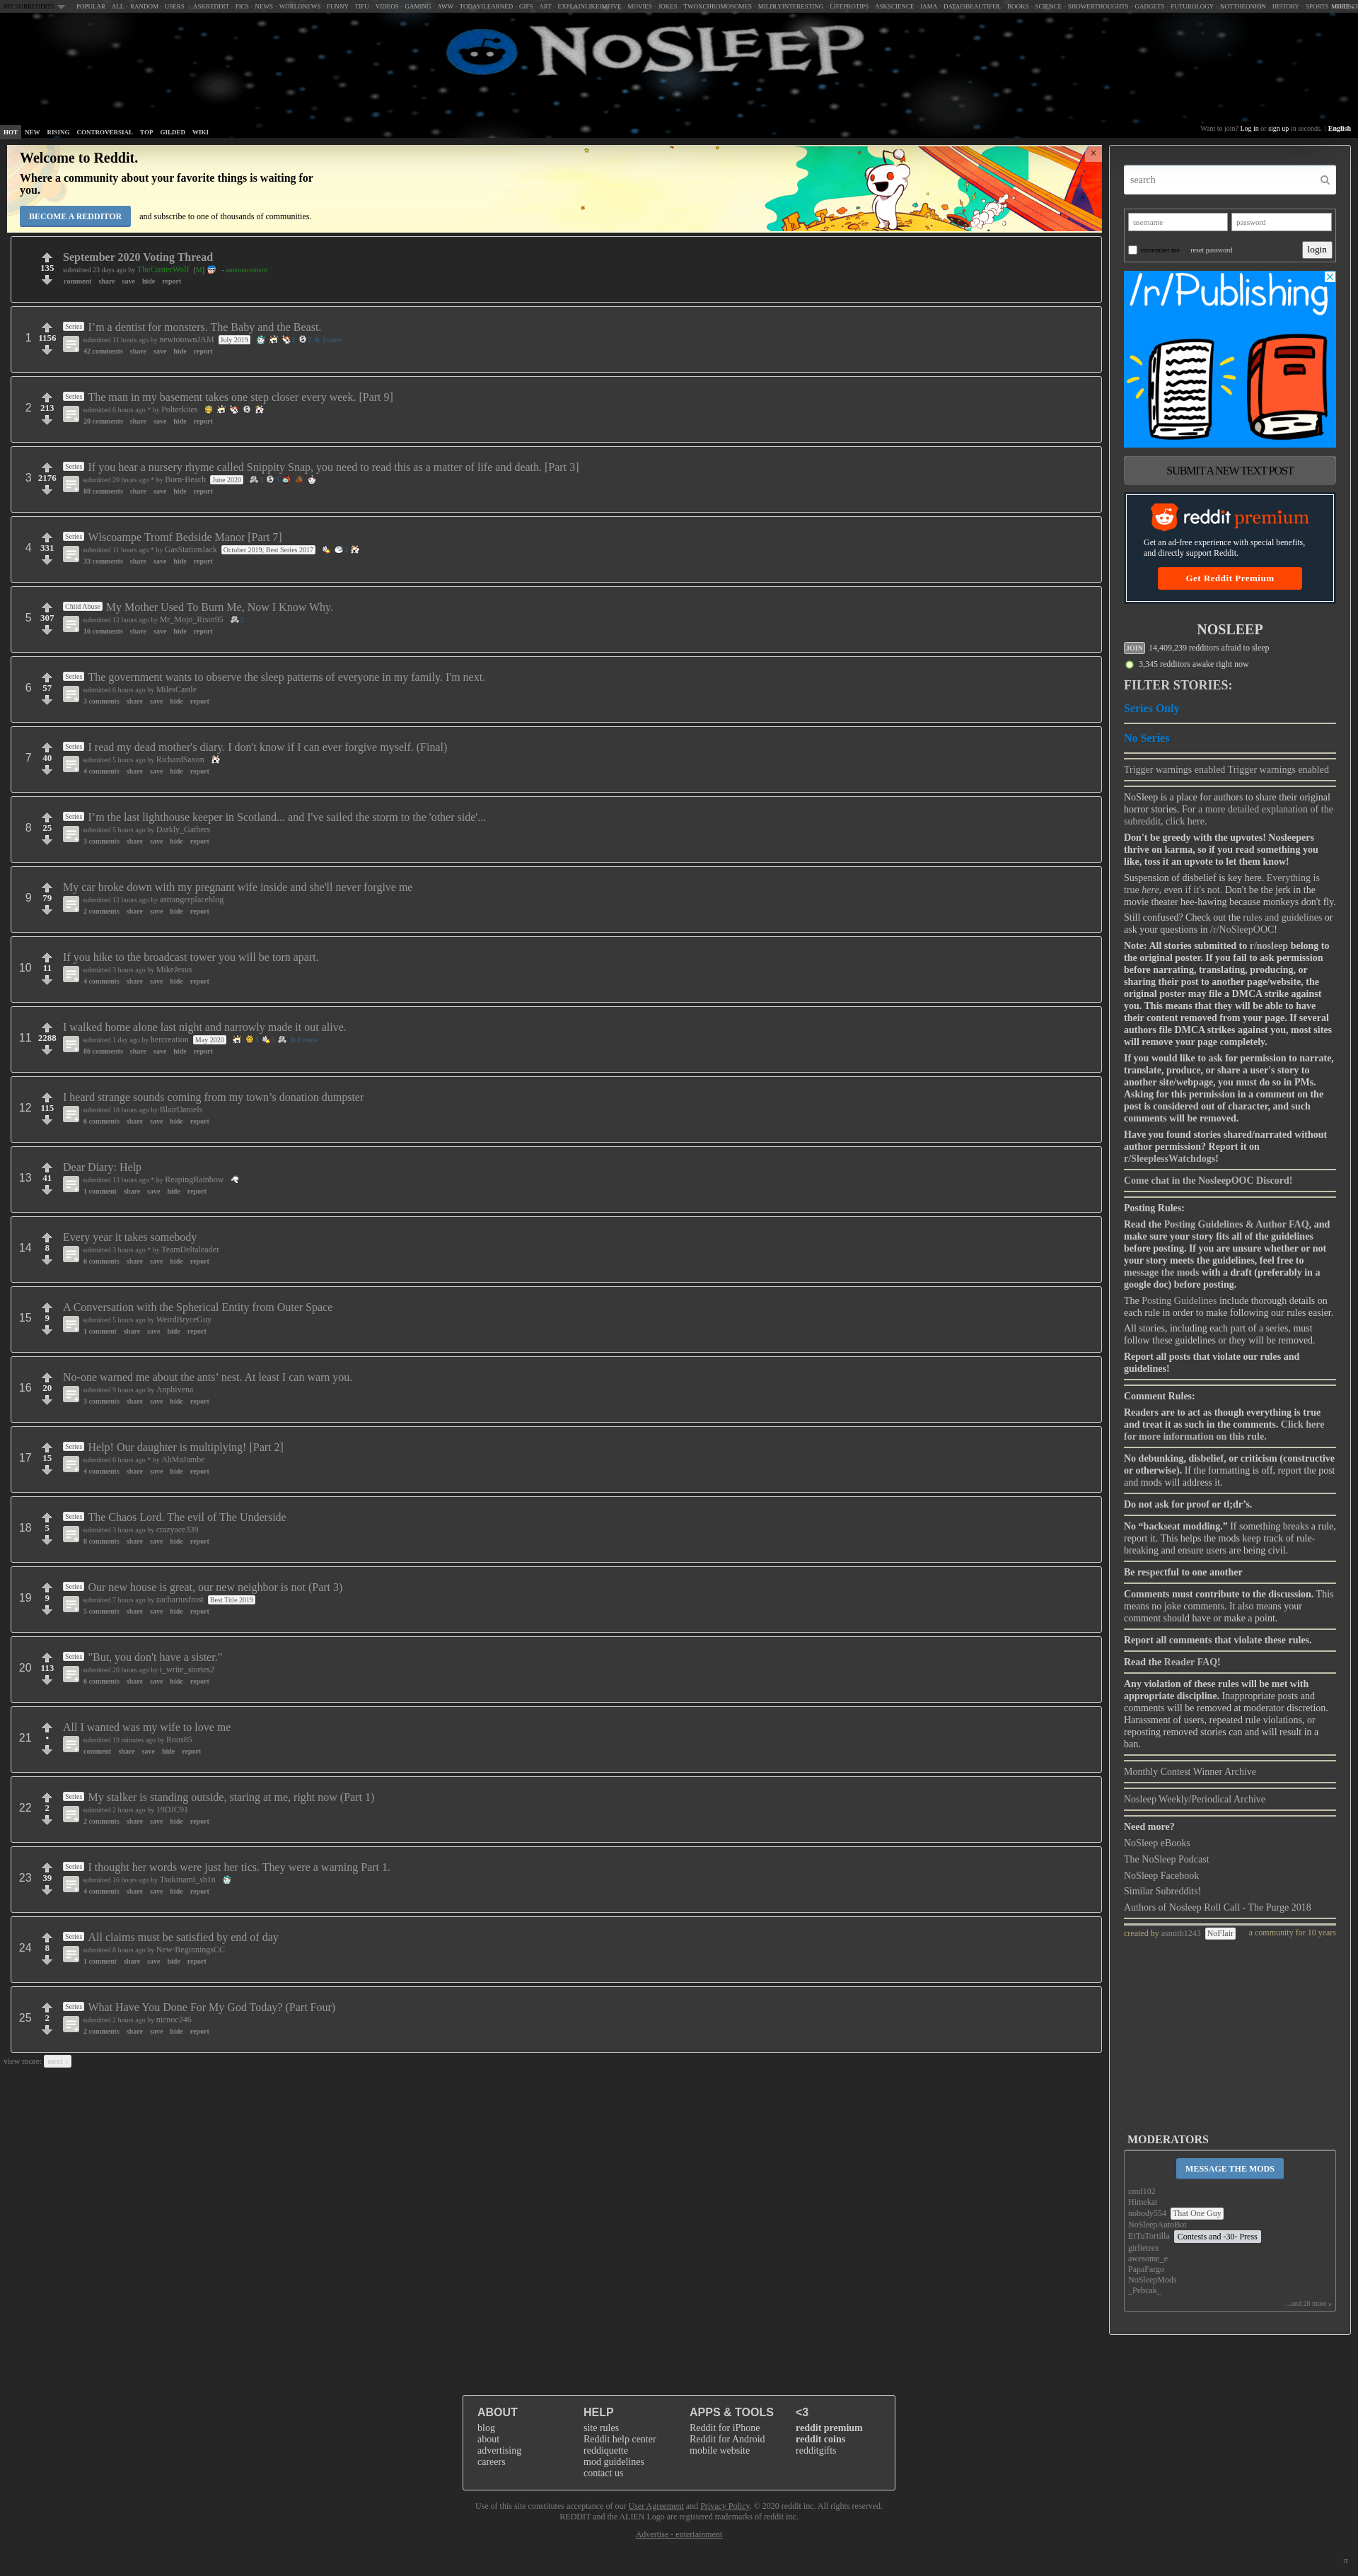 MY SUBREDDITS POPULAR ALL RANDOM USERS ASKREDDIT PICS NEWS WORLDNEWS FUNNY TIFU VIDEOS GAMING AWW TODAYILEARNED GIFS ART EXPLAINLIKEIMFIVE MOVIES JOKES TWOXCHROMOSOMES MILDLYINTERESTING LIFEPROTIPS ASKSCIENCE IAMA DATAISBEAUTIFUL BOOKS SCIENCE SHOWERTHOUGHTS GADGETS FUTUROLOGY NOTTHEONION HISTORY SPORTS
NOSLEEP
HOT NEW RISING CONTROVERSIAL TOP GILDED WIKI
Want to join? Log in or sign up in seconds. | English
Welcome to Reddit.
Where a community about your favorite things is waiting for
you.
BECOME A REDDITOR and subscribe to one of thousands of communities.
September 2020 Voting Thread
135
submitted 23 days ago by TheCusterWolf [M] - announcement
comment share save hide report
1 1156
Series I’m a dentist for monsters. The Baby and the Beast.
submitted 11 hours ago by newtotownJAM July 2019 2 & 3 more
42 comments share save hide report
2 213
Series The man in my basement takes one step closer every week. [Part 9]
submitted 6 hours ago * by Polterkites
20 comments share save hide report
3 2176
Series If you hear a nursery rhyme called Snippity Snap, you need to read this as a matter of life and death. [Part 3]
submitted 20 hours ago * by Born-Beach June 2020
88 comments share save hide report
4 331
Series Wlscoampe Tromf Bedside Manor [Part 7]
submitted 11 hours ago * by GasStationJack October 2019; Best Series 2017
33 comments share save hide report
5 307
Child Abuse My Mother Used To Burn Me, Now I Know Why.
submitted 12 hours ago by Mr_Mojo_Risin95
16 comments share save hide report
6 57
Series The government wants to observe the sleep patterns of everyone in my family. I'm next.
submitted 6 hours ago by MilesCastle
3 comments share save hide report
7 40
Series I read my dead mother's diary. I don't know if I can ever forgive myself. (Final)
submitted 5 hours ago by RichardSaxon
4 comments share save hide report
8 25
Series I’m the last lighthouse keeper in Scotland... and I've sailed the storm to the 'other side'...
submitted 5 hours ago by Darkly_Gathers
3 comments share save hide report
9 79
My car broke down with my pregnant wife inside and she'll never forgive me
submitted 12 hours ago by astrangerplaceblog
2 comments share save hide report
10 11
If you hike to the broadcast tower you will be torn apart.
submitted 3 hours ago by MikeJesus
4 comments share save hide report
11 2288
I walked home alone last night and narrowly made it out alive.
submitted 1 day ago by hercreation May 2020 & 8 more
86 comments share save hide report
12 115
I heard strange sounds coming from my town’s donation dumpster
submitted 18 hours ago by BlairDaniels
6 comments share save hide report
13 41
Dear Diary: Help
submitted 13 hours ago * by ReapingRainbow
1 comment share save hide report
14 8
Every year it takes somebody
submitted 3 hours ago * by TeamDeltaleader
6 comments share save hide report
15 9
A Conversation with the Spherical Entity from Outer Space
submitted 5 hours ago by WeirdBryceGuy
1 comment share save hide report
16 20
No-one warned me about the ants’ nest. At least I can warn you.
submitted 9 hours ago by Anphivena
3 comments share save hide report
17 15
Series Help! Our daughter is multiplying! [Part 2]
submitted 6 hours ago * by AhMaJambe
4 comments share save hide report
18 5
Series The Chaos Lord. The evil of The Underside
submitted 3 hours ago by crazyace339
8 comments share save hide report
19 9
Series Our new house is great, our new neighbor is not (Part 3)
submitted 7 hours ago by zachariusfrost Best Title 2019
5 comments share save hide report
20 113
Series "But, you don't have a sister."
submitted 20 hours ago by i_write_stories2
6 comments share save hide report
21 •
All I wanted was my wife to love me
submitted 19 minutes ago by Roos85
comment share save hide report
22 2
Series My stalker is standing outside, staring at me, right now (Part 1)
submitted 2 hours ago by 19DJC91
2 comments share save hide report
23 39
Series I thought her words were just her tics. They were a warning Part 1.
submitted 16 hours ago by Tsukinami_sh1n
4 comments share save hide report
24 8
Series All claims must be satisfied by end of day
submitted 8 hours ago by New-BeginningsCC
1 comment share save hide report
25 2
Series What Have You Done For My God Today? (Part Four)
submitted 2 hours ago by nicnoc246
2 comments share save hide report
view more: next ›
search
username password
remember me reset password login
/r/Publishing
SUBMIT A NEW TEXT POST
reddit premium
Get an ad-free experience with special benefits,
and directly support Reddit.
Get Reddit Premium
NOSLEEP
JOIN 14,409,239 redditors afraid to sleep
3,345 redditors awake right now
FILTER STORIES:
Series Only
No Series
Trigger warnings enabled Trigger warnings enabled
NoSleep is a place for authors to share their original
horror stories. For a more detailed explanation of the
subreddit, click here.
Don't be greedy with the upvotes! Nosleepers
thrive on karma, so if you read something you
like, toss it an upvote to let them know!
Suspension of disbelief is key here. Everything is
true here, even if it's not. Don't be the jerk in the
movie theater hee-hawing because monkeys don't fly.
Still confused? Check out the rules and guidelines or
ask your questions in /r/NoSleepOOC!
Note: All stories submitted to r/nosleep belong to
the original poster. If you fail to ask permission
before narrating, translating, producing, or
sharing their post to another page/website, the
original poster may file a DMCA strike against
you. This means that they will be able to have
their content removed from your page. If several
authors file DMCA strikes against you, most sites
will remove your page completely.
If you would like to ask for permission to narrate,
translate, produce, or share a user's story to
another site/webpage, you must do so in PMs.
Asking for this permission in a comment on the
post is considered out of character, and such
comments will be removed.
Have you found stories shared/narrated without
author permission? Report it on
r/SleeplessWatchdogs!
Come chat in the NosleepOOC Discord!
Posting Rules:
Read the Posting Guidelines & Author FAQ, and
make sure your story fits all of the guidelines
before posting. If you are unsure whether or not
your story meets the guidelines, feel free to
message the mods with a draft (preferably in a
google doc) before posting.
The Posting Guidelines include thorough details on
each rule in order to make following our rules easier.
All stories, including each part of a series, must
follow these guidelines or they will be removed.
Report all posts that violate our rules and
guidelines!
Comment Rules:
Readers are to act as though everything is true
and treat it as such in the comments. Click here
for more information on this rule.
No debunking, disbelief, or criticism (constructive
or otherwise). If the formatting is off, report the post
and mods will address it.
Do not ask for proof or tl;dr’s.
No “backseat modding.” If something breaks a rule,
report it. This helps the mods keep track of rule-
breaking and ensure users are being civil.
Be respectful to one another
Comments must contribute to the discussion. This
means no joke comments. It also means your
comment should have or make a point.
Report all comments that violate these rules.
Read the Reader FAQ!
Any violation of these rules will be met with
appropriate discipline. Inappropriate posts and
comments will be removed at moderator discretion.
Harassment of users, repeated rule violations, or
reposting removed stories can and will result in a
ban.
Monthly Contest Winner Archive
Nosleep Weekly/Periodical Archive
Need more?
NoSleep eBooks
The NoSleep Podcast
NoSleep Facebook
Similar Subreddits!
Authors of Nosleep Roll Call - The Purge 2018
created by asmith1243 NoFlair a community for 10 years
MODERATORS
MESSAGE THE MODS
cmd102
Himekat
nobody554 That One Guy
NoSleepAutoBot
EtTuTortilla Contests and -30- Press
girlietrex
awesome_e
PapaFargo
NoSleepMods
_Pebcak_
...and 28 more »
ABOUT
blog
about
advertising
careers
HELP
site rules
Reddit help center
reddiquette
mod guidelines
contact us
APPS & TOOLS
Reddit for iPhone
Reddit for Android
mobile website
<3
reddit premium
reddit coins
redditgifts
Use of this site constitutes acceptance of our User Agreement and Privacy Policy. © 2020 reddit inc. All rights reserved.
REDDIT and the ALIEN Logo are registered trademarks of reddit inc.
Advertise - entertainment
π